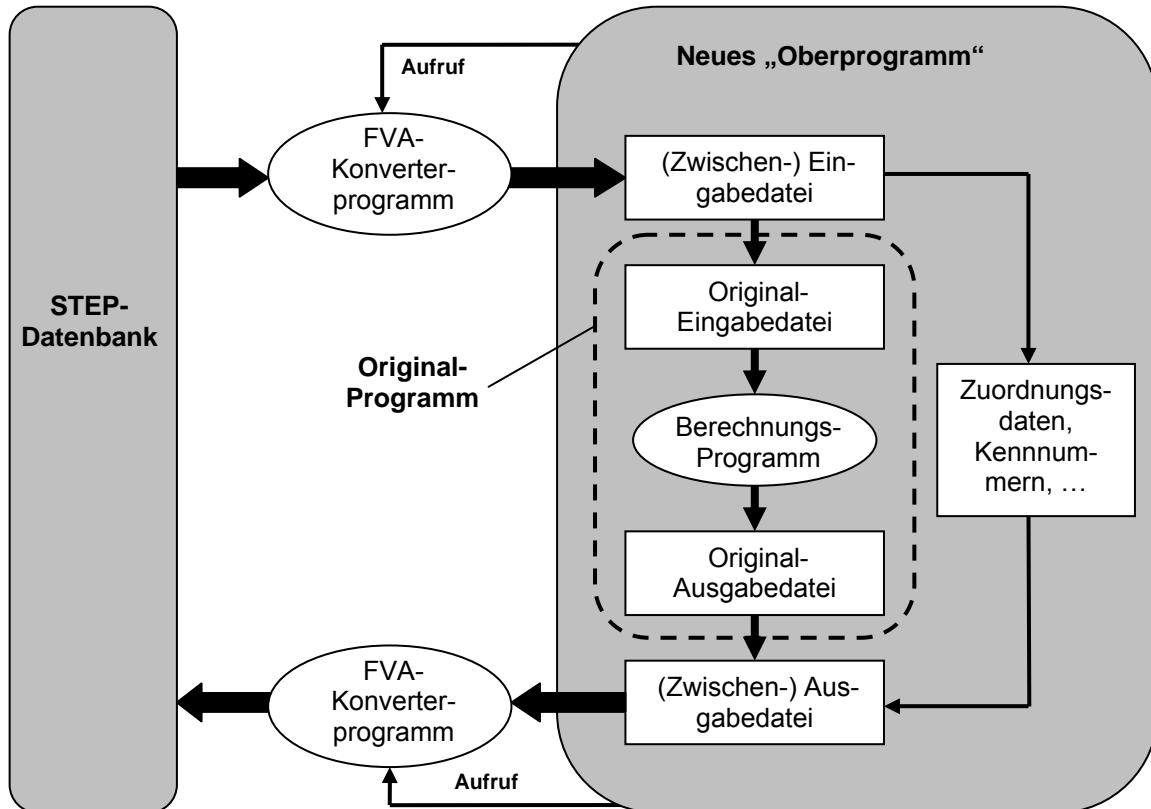 Neues „Oberprogramm“
Aufruf
FVA-
Konverter-
programm
(Zwischen-) Ein-
gabedatei
STEP-
Datenbank
Original-
Eingabedatei
Original-
Programm
Berechnungs-
Programm
Zuordnungs-
daten,
Kennnum-
mern, …
Original-
Ausgabedatei
FVA-
Konverter-
programm
(Zwischen-) Aus-
gabedatei
Aufruf